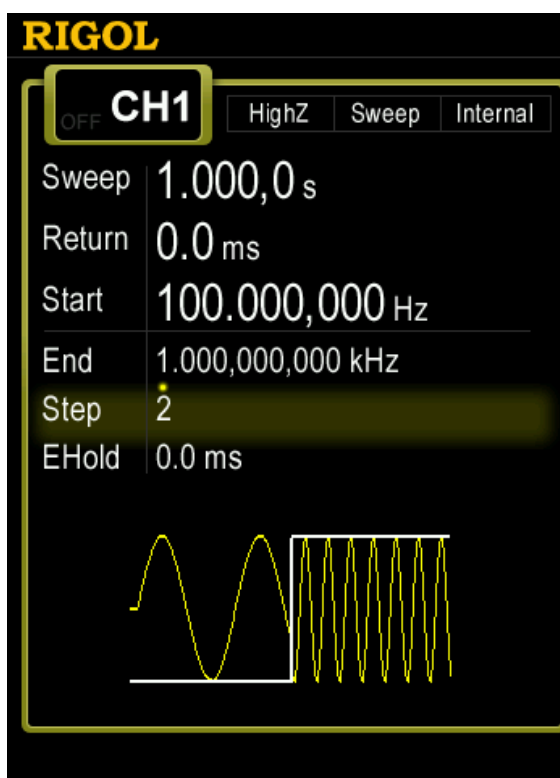 RIGOL
OFF CH1 HighZ Sweep Internal
Sweep 1.000,0 s
Return 0.0 ms
Start 100.000,000 Hz
End 1.000,000,000 kHz
Step 2
EHold 0.0 ms